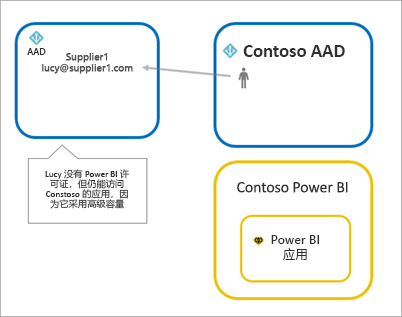 AAD
Supplier1
lucy@supplier1.com
Contoso AAD
Lucy 没有 Power BI 许
可证，但仍能访问
Constoso 的应用，因
为它采用高级容量
Contoso Power BI
Power BI
应用